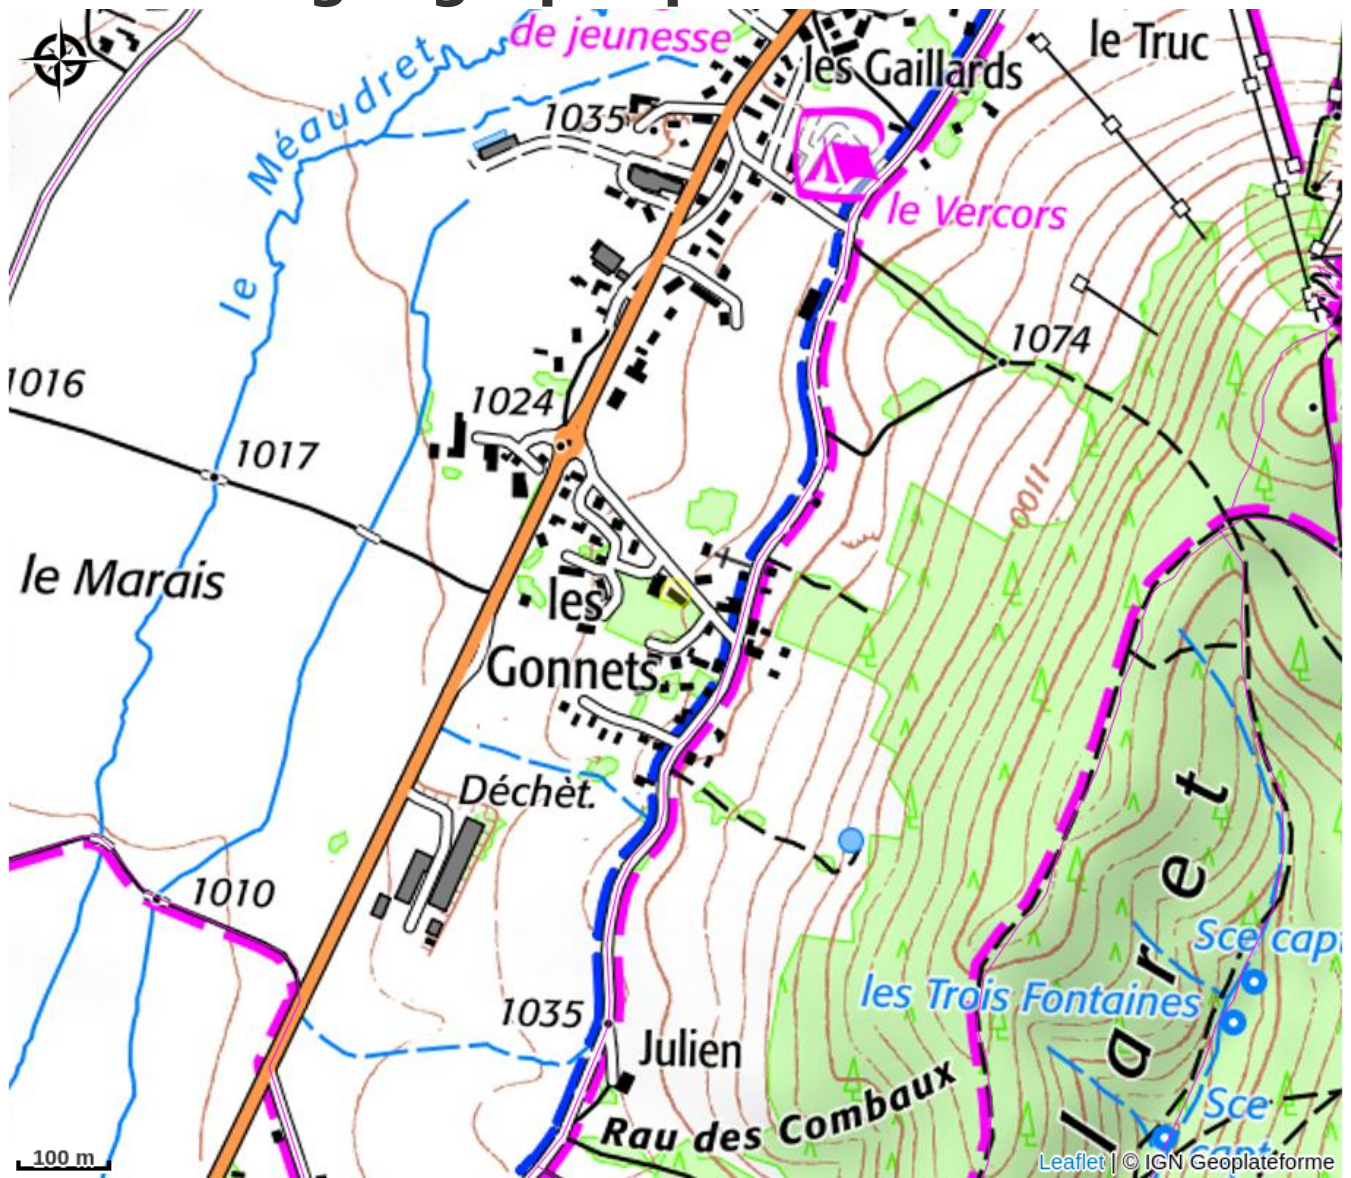 de jeunesse
le Truc
les Gaillards
le Méaudret
1035
le Vercors
1074
1016
1024
1017
1100
le Marais
les
Gonnets
Déchèt.
1010
laret
Sce capt
les Trois Fontaines
1035
Julien
Rau des Combaux
Sce
capt.
100 m
Leaflet | © IGN Geoplateforme